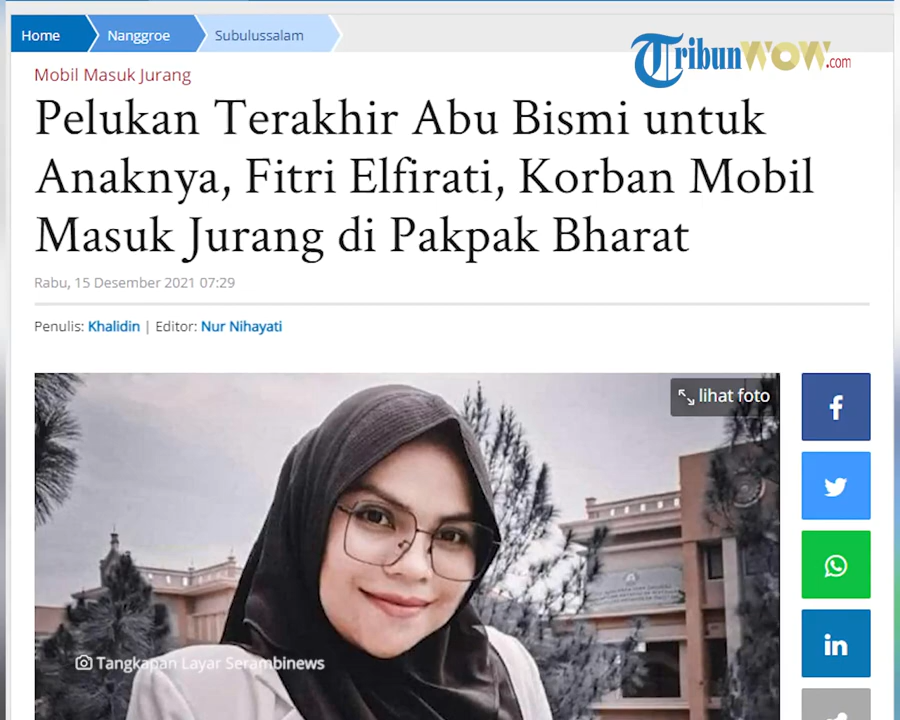 Home Nanggroe Subulussalam
TribunWOW.com
Mobil Masuk Jurang
Pelukan Terakhir Abu Bismi untuk
Anaknya, Fitri Elfirati, Korban Mobil
Masuk Jurang di Pakpak Bharat
Rabu, 15 Desember 2021 07:29
Penulis: Khalidin | Editor: Nur Nihayati
lihat foto
Tangkapan Layar Serambinews